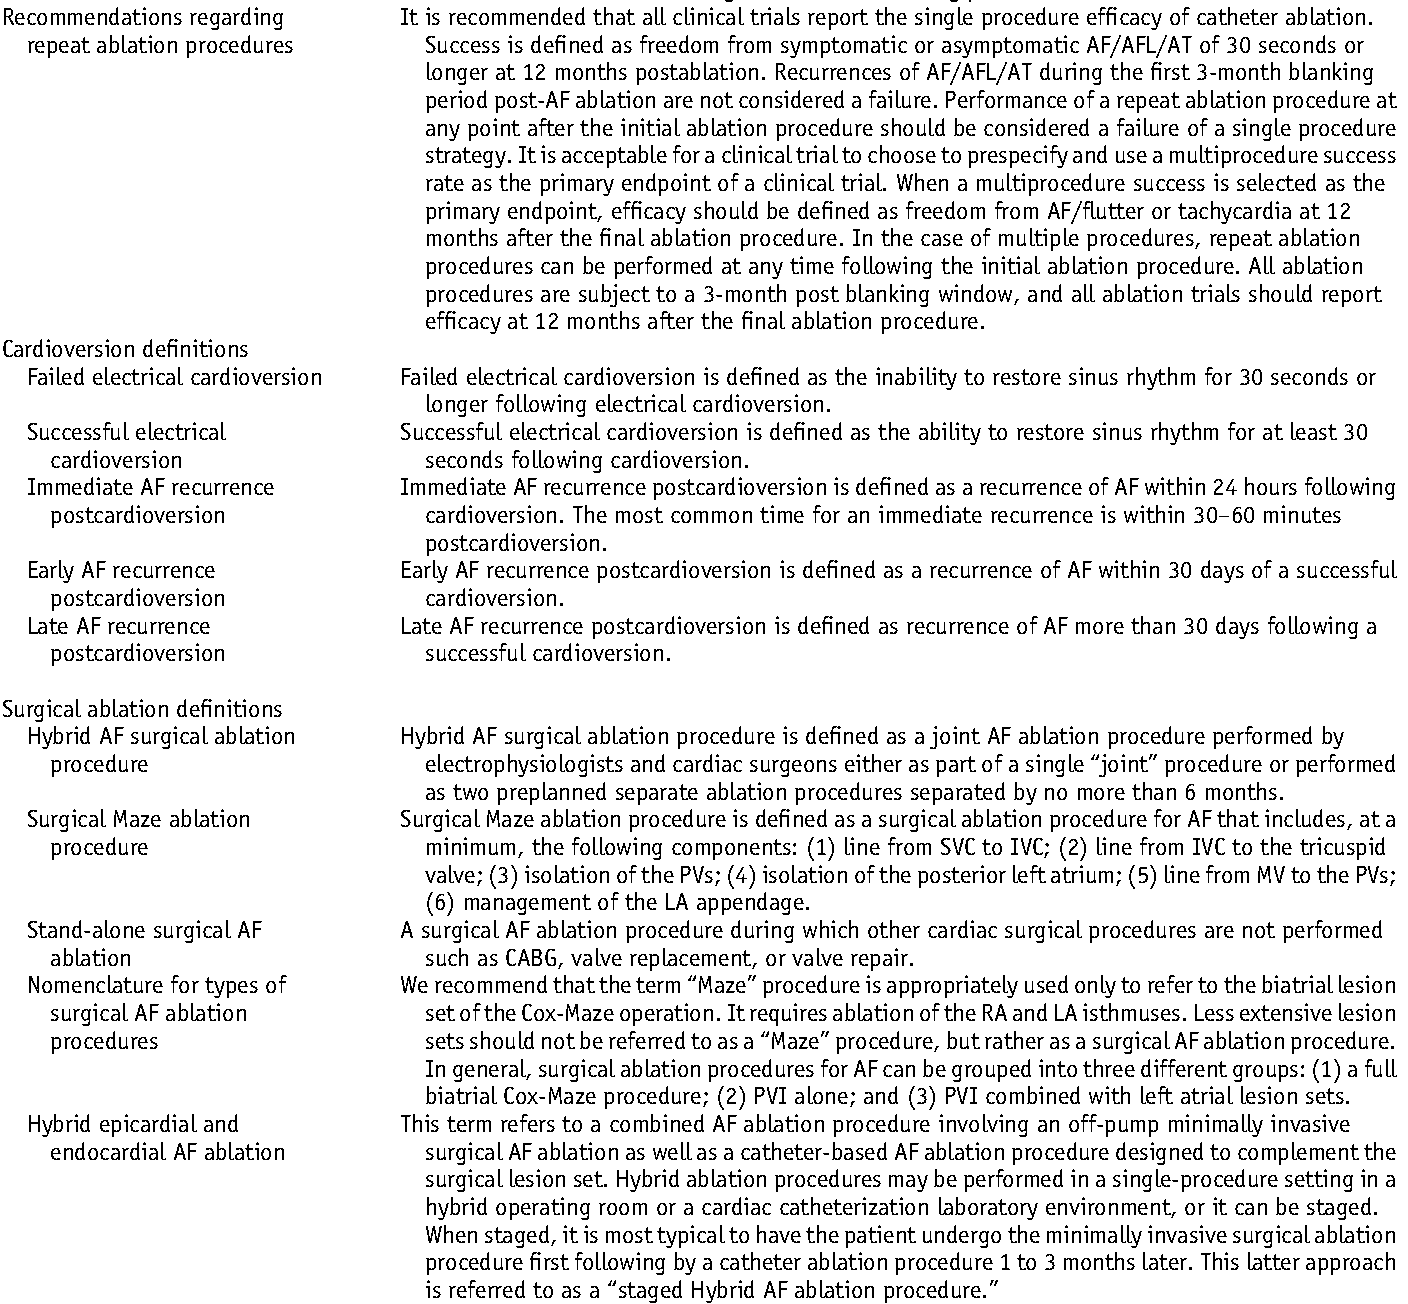 Recommendations regarding It is recommended that all clinical trials report the single procedure efficacy of catheter ablation.
repeat ablation procedures Success is defined as freedom from symptomatic or asymptomatic AF/AFL/AT of 30 seconds or
longer at 12 months postablation. Recurrences of AF/AFL/AT during the first 3-month blanking
period post-AF ablation are not considered a failure. Performance of a repeat ablation procedure at
any point after the initial ablation procedure should be considered a failure of a single procedure
strategy. It is acceptable for a clinical trial to choose to prespecify and use a multiprocedure success
rate as the primary endpoint of a clinical trial. When a multiprocedure success is selected as the
primary endpoint, efficacy should be defined as freedom from AF/flutter or tachycardia at 12
months after the final ablation procedure. In the case of multiple procedures, repeat ablation
procedures can be performed at any time following the initial ablation procedure. All ablation
procedures are subject to a 3-month post blanking window, and all ablation trials should report
efficacy at 12 months after the final ablation procedure.
Cardioversion definitions
Failed electrical cardioversion Failed electrical cardioversion is defined as the inability to restore sinus rhythm for 30 seconds or
longer following electrical cardioversion.
Successful electrical Successful electrical cardioversion is defined as the ability to restore sinus rhythm for at least 30
cardioversion seconds following cardioversion.
Immediate AF recurrence Immediate AF recurrence postcardioversion is defined as a recurrence of AF within 24 hours following
postcardioversion cardioversion. The most common time for an immediate recurrence is within 30–60 minutes
postcardioversion.
Early AF recurrence Early AF recurrence postcardioversion is defined as a recurrence of AF within 30 days of a successful
postcardioversion cardioversion.
Late AF recurrence Late AF recurrence postcardioversion is defined as recurrence of AF more than 30 days following a
postcardioversion successful cardioversion.
Surgical ablation definitions
Hybrid AF surgical ablation Hybrid AF surgical ablation procedure is defined as a joint AF ablation procedure performed by
procedure electrophysiologists and cardiac surgeons either as part of a single “joint” procedure or performed
as two preplanned separate ablation procedures separated by no more than 6 months.
Surgical Maze ablation Surgical Maze ablation procedure is defined as a surgical ablation procedure for AF that includes, at a
procedure minimum, the following components: (1) line from SVC to IVC; (2) line from IVC to the tricuspid
valve; (3) isolation of the PVs; (4) isolation of the posterior left atrium; (5) line from MV to the PVs;
(6) management of the LA appendage.
Stand-alone surgical AF A surgical AF ablation procedure during which other cardiac surgical procedures are not performed
ablation such as CABG, valve replacement, or valve repair.
Nomenclature for types of We recommend that the term “Maze” procedure is appropriately used only to refer to the biatrial lesion
surgical AF ablation set of the Cox-Maze operation. It requires ablation of the RA and LA isthmuses. Less extensive lesion
procedures sets should not be referred to as a “Maze” procedure, but rather as a surgical AF ablation procedure.
In general, surgical ablation procedures for AF can be grouped into three different groups: (1) a full
biatrial Cox-Maze procedure; (2) PVI alone; and (3) PVI combined with left atrial lesion sets.
Hybrid epicardial and This term refers to a combined AF ablation procedure involving an off-pump minimally invasive
endocardial AF ablation surgical AF ablation as well as a catheter-based AF ablation procedure designed to complement the
surgical lesion set. Hybrid ablation procedures may be performed in a single-procedure setting in a
hybrid operating room or a cardiac catheterization laboratory environment, or it can be staged.
When staged, it is most typical to have the patient undergo the minimally invasive surgical ablation
procedure first following by a catheter ablation procedure 1 to 3 months later. This latter approach
is referred to as a “staged Hybrid AF ablation procedure.”